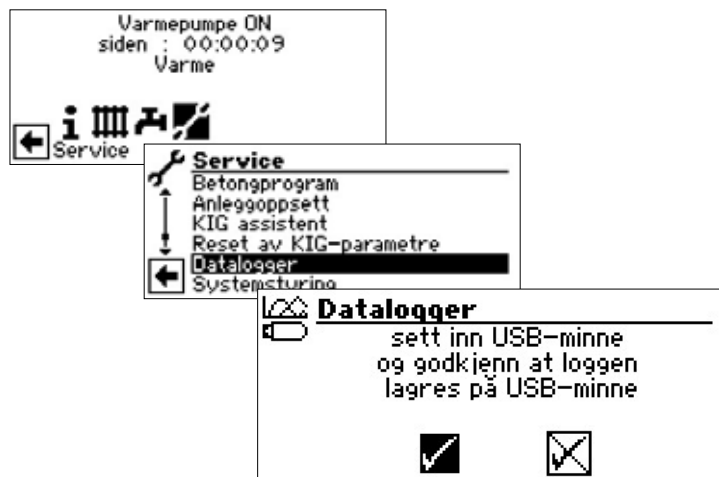 Varmepumpe ON
siden : 00:00:09
Varme
Service
Service
Betongprogram
Anleggoppsett
KIG assistent
Reset av KIG-parametre
Datalogger
Systemsturing
Datalogger
sett inn USB-minne
og godkjenn at loggen
lagres på USB-minne